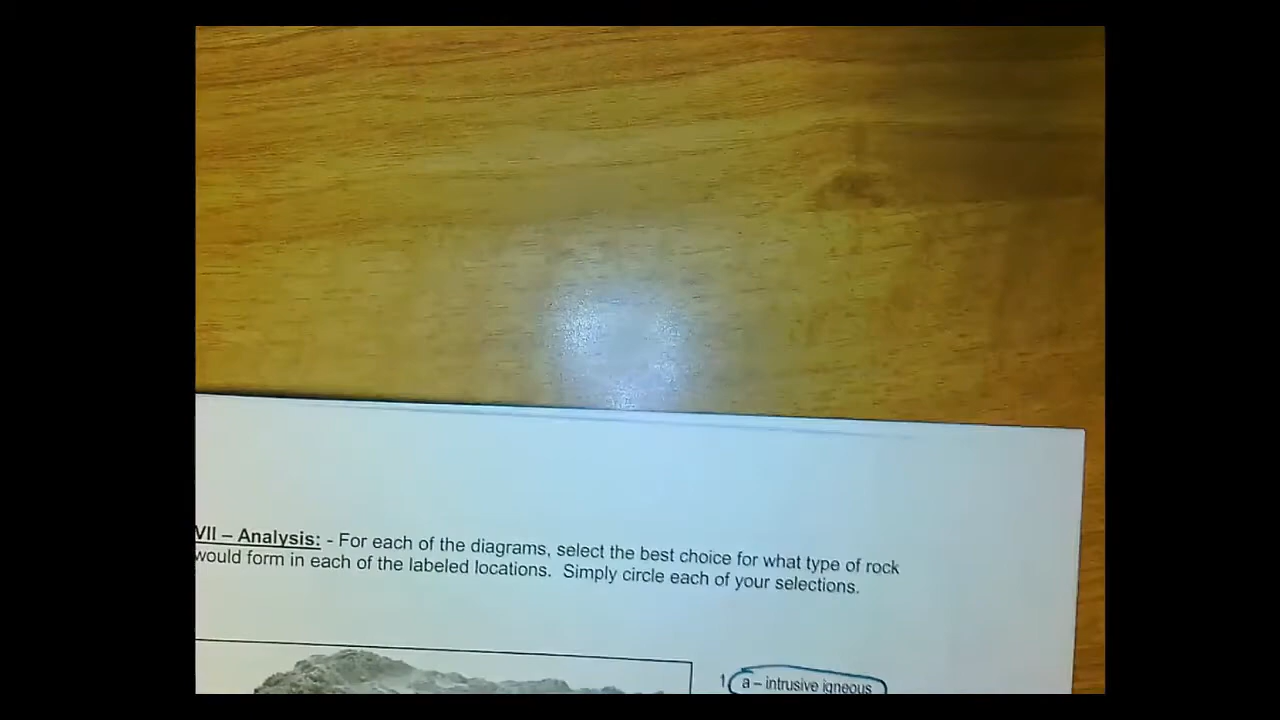 VII – Analysis: - For each of the diagrams, select the best choice for what type of rock
would form in each of the labeled locations.  Simply circle each of your selections.
1 a – intrusive igneous